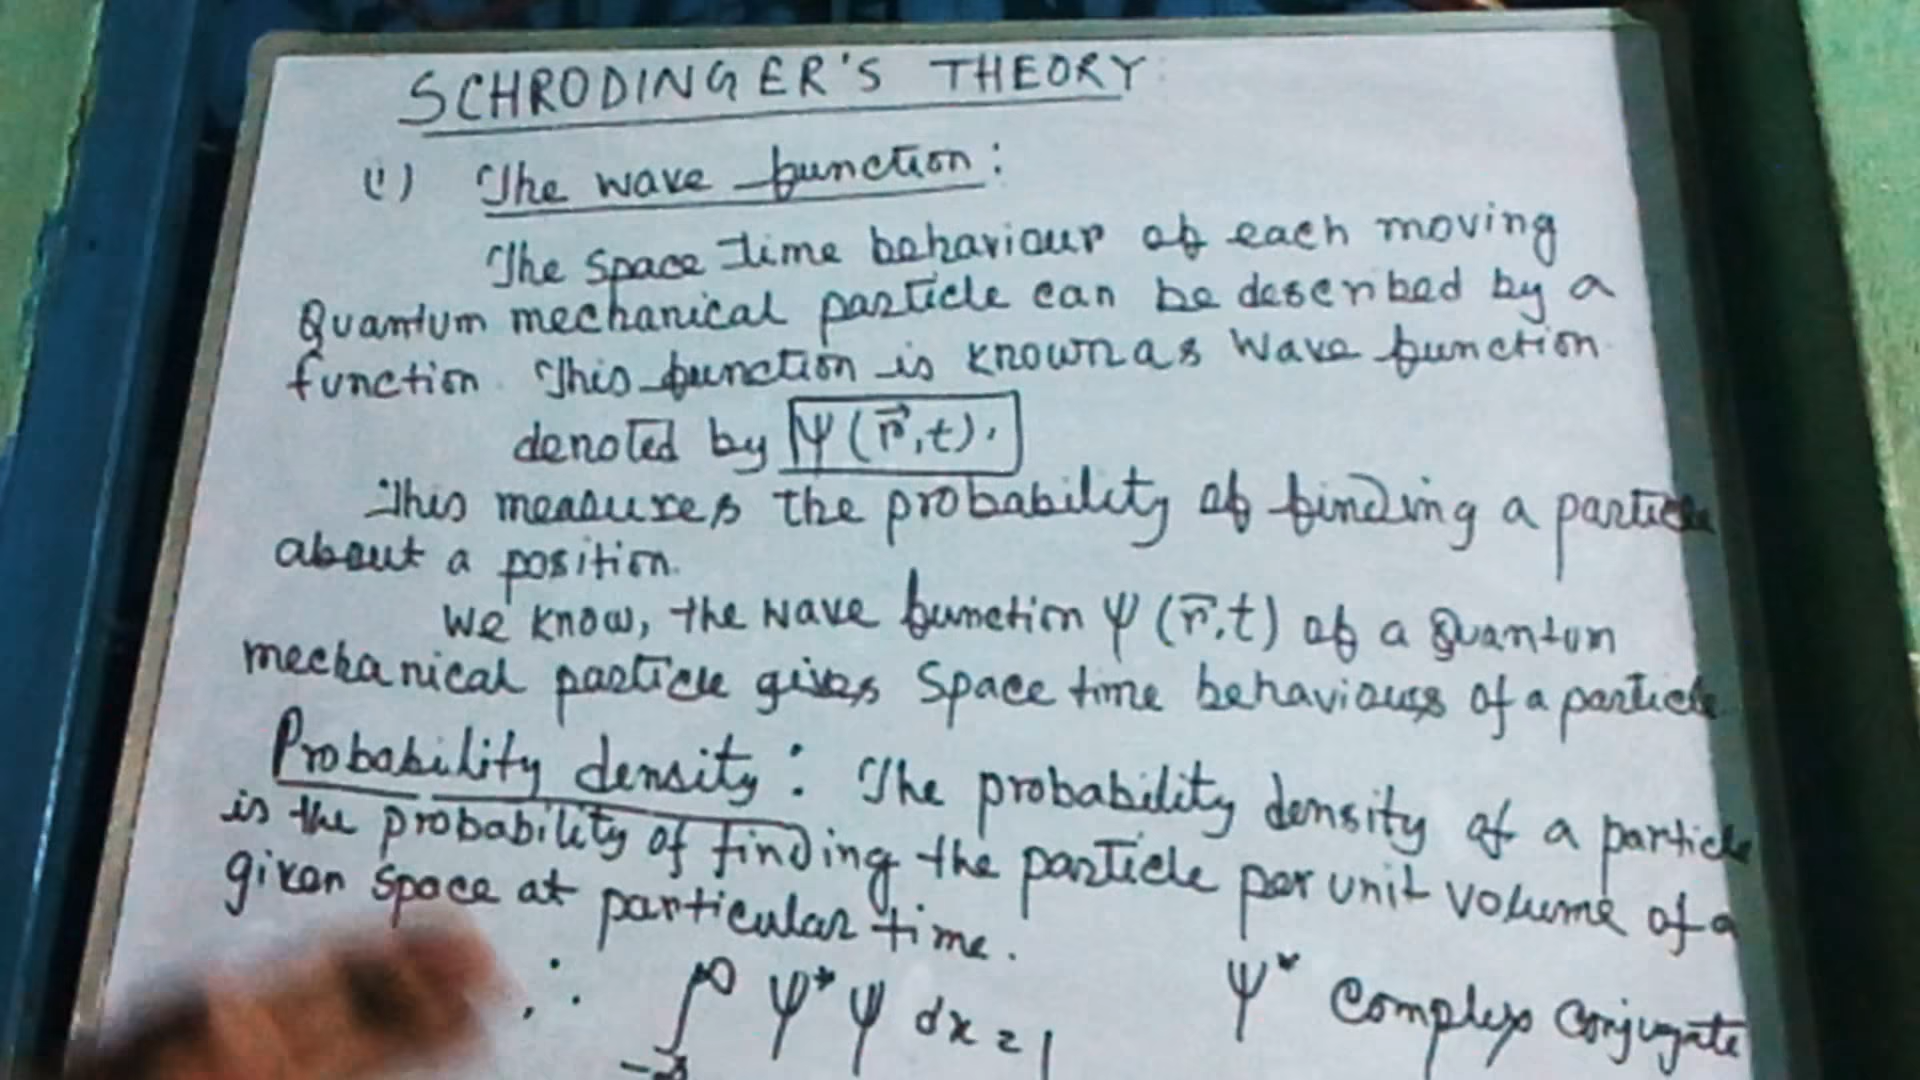 SCHRODINGER'S THEORY
(i) The wave function:
The space time behaviour of each moving
Quantum mechanical particle can be described by a
function. This function is known as Wave function
denoted by ψ(r⃗,t).
This measures the probability of finding a particle
about a position.
We know, the wave function ψ(r⃗,t) of a Quantum
mechanical particle gives Space time behaviours of a particle
Probability density: The probability density of a particle
is the probability of finding the particle per unit volume of a
given space at particular time.
∴ ∫_{-∞}^{∞} ψ*ψ dx = 1 ψ* Complex Conjugate